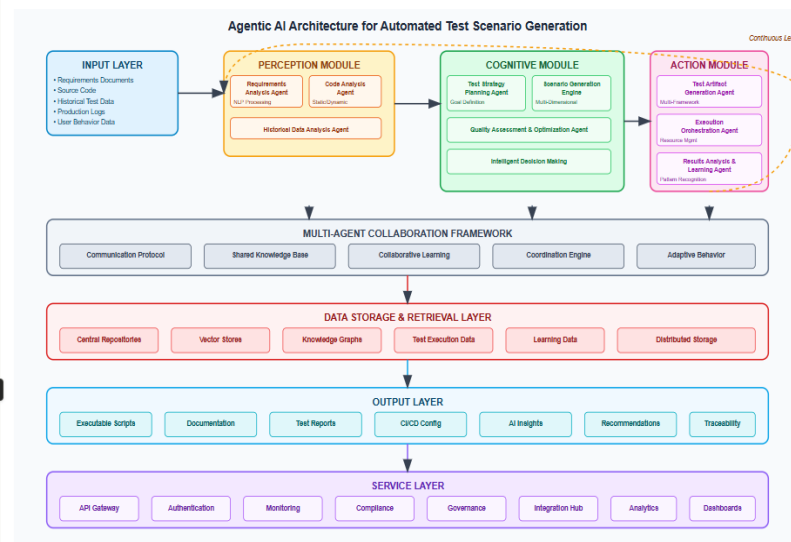 Agentic AI Architecture for Automated Test Scenario Generation
Continuous Le
INPUT LAYER
• Requirements Documents
• Source Code
• Historical Test Data
• Production Logs
• User Behavior Data
PERCEPTION MODULE
Requirements
Analysis Agent
NLP Processing
Code Analysis
Agent
Static/Dynamic
Historical Data Analysis Agent
COGNITIVE MODULE
Test Strategy
Planning Agent
Goal Definition
Scenario Generation
Engine
Multi-Dimensional
Quality Assessment & Optimization Agent
Intelligent Decision Making
ACTION MODULE
Test Artifact
Generation Agent
Multi-Framework
Execution
Orchestration Agent
Resource Mgmt
Results Analysis &
Learning Agent
Pattern Recognition
MULTI-AGENT COLLABORATION FRAMEWORK
Communication Protocol
Shared Knowledge Base
Collaborative Learning
Coordination Engine
Adaptive Behavior
DATA STORAGE & RETRIEVAL LAYER
Central Repositories
Vector Stores
Knowledge Graphs
Test Execution Data
Learning Data
Distributed Storage
OUTPUT LAYER
Executable Scripts
Documentation
Test Reports
CI/CD Config
AI Insights
Recommendations
Traceability
SERVICE LAYER
API Gateway
Authentication
Monitoring
Compliance
Governance
Integration Hub
Analytics
Dashboards